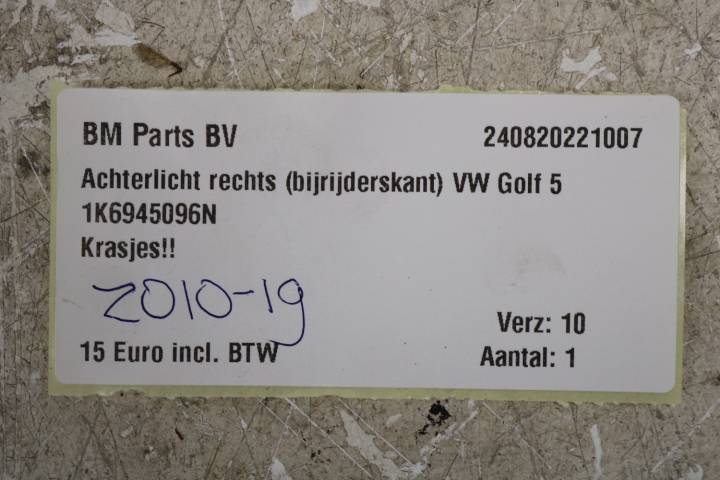 BM Parts BV 240820221007
Achterlicht rechts (bijrijderskant) VW Golf 5
1K6945096N
Krasjes!!
2010-19
Verz: 10
15 Euro incl. BTW Aantal: 1